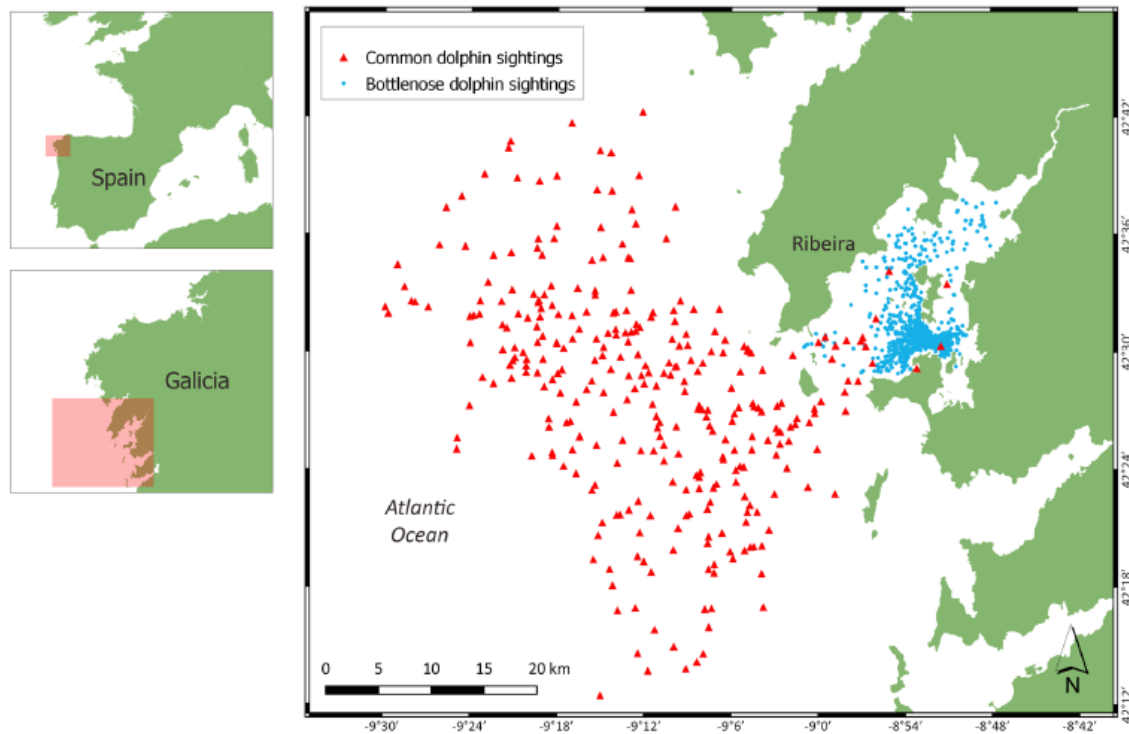 Spain
Galicia
Common dolphin sightings
Bottlenose dolphin sightings
Ribeira
Atlantic
Ocean
0 5 10 15 20 km
N
42°42'
42°36'
42°30'
42°24'
42°18'
42°12'
-9°30' -9°24' -9°18' -9°12' -9°6' -9°0' -8°54' -8°48' -8°42'